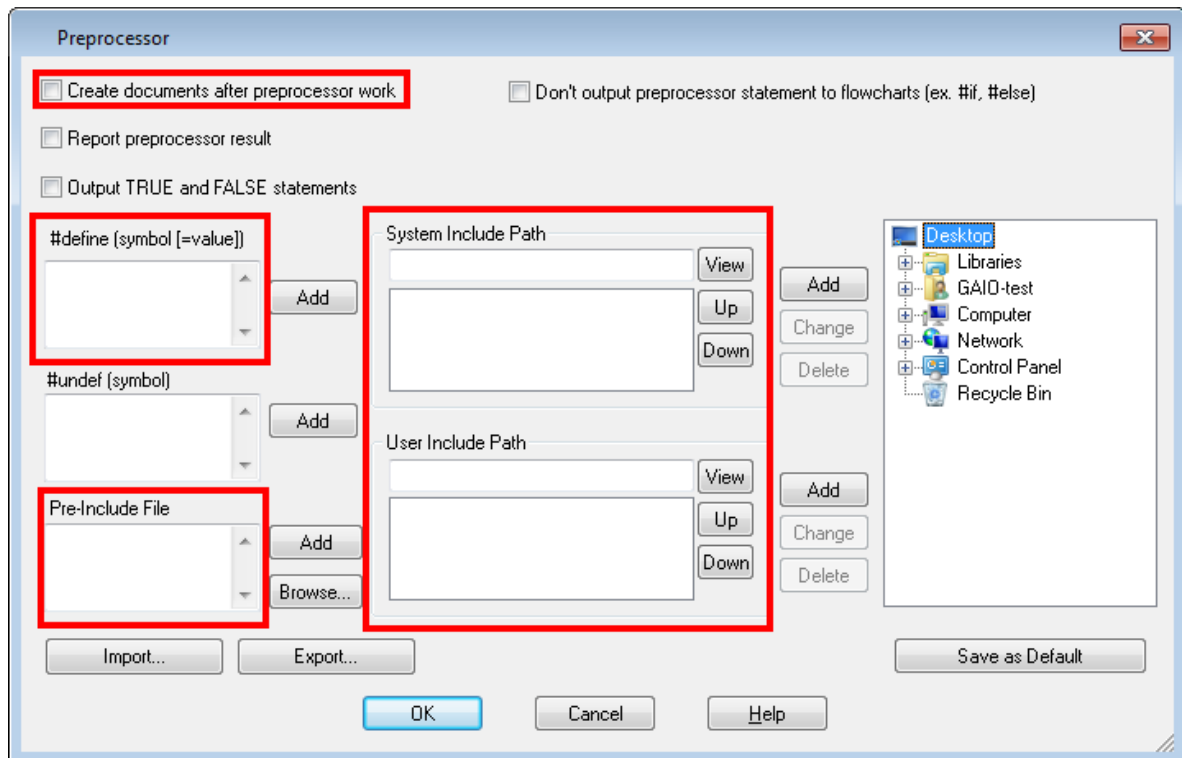 Preprocessor
Create documents after preprocessor work
Don't output preprocessor statement to flowcharts (ex. #if, #else)
Report preprocessor result
Output TRUE and FALSE statements
#define (symbol [=value])
Add
#undef (symbol)
Add
Pre-Include File
Add
Browse...
System Include Path
View
Up
Down
Add
Change
Delete
User Include Path
View
Up
Down
Add
Change
Delete
Desktop
Libraries
GAIO-test
Computer
Network
Control Panel
Recycle Bin
Import...
Export...
Save as Default
OK
Cancel
Help